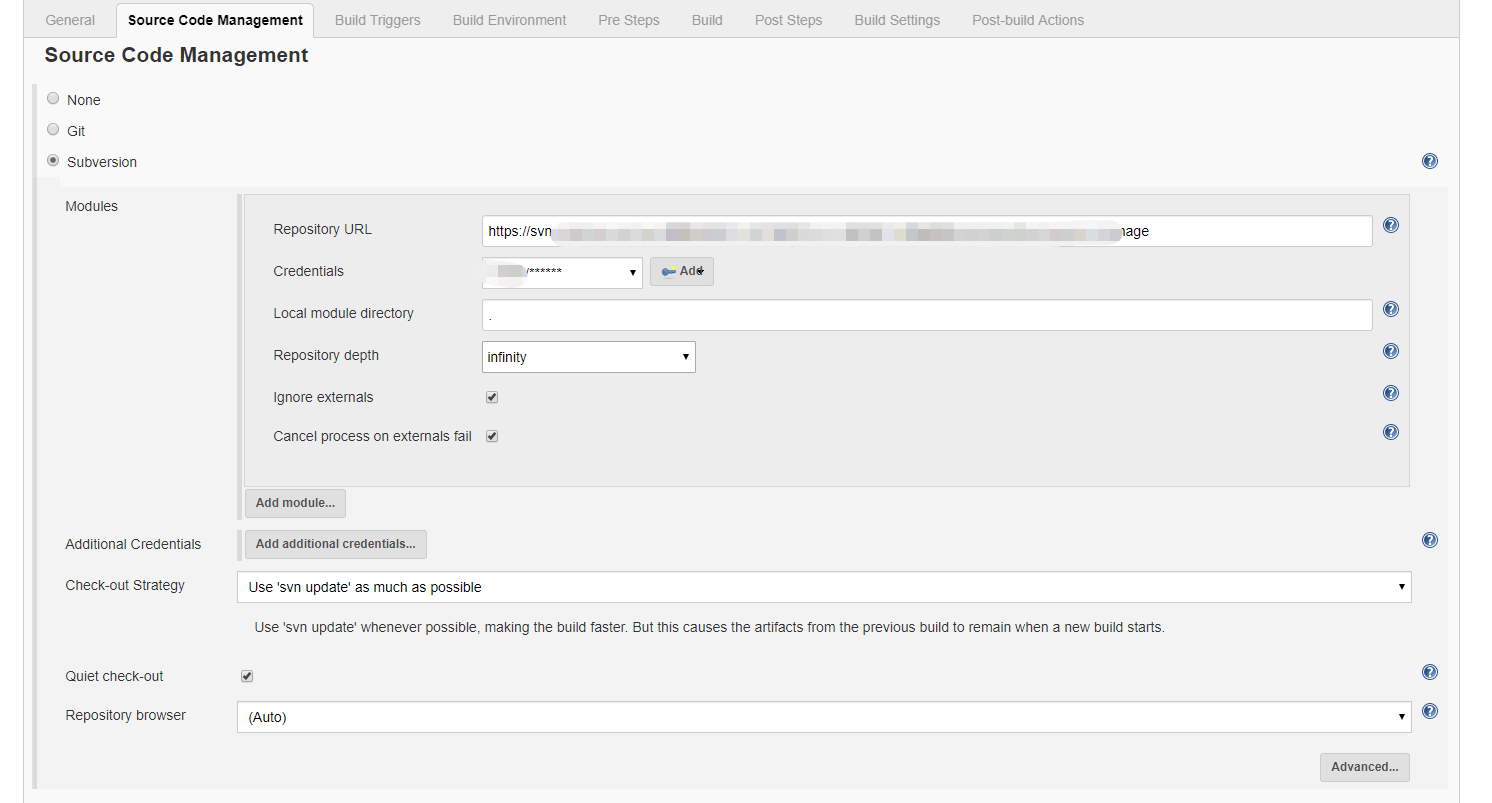 General Source Code Management Build Triggers Build Environment Pre Steps Build Post Steps Build Settings Post-build Actions
Source Code Management
None
Git
Subversion
Modules
Repository URL https://svn
Credentials /******
Add
Local module directory .
Repository depth infinity
Ignore externals
Cancel process on externals fail
Add module...
Additional Credentials Add additional credentials...
Check-out Strategy Use 'svn update' as much as possible
Use 'svn update' whenever possible, making the build faster. But this causes the artifacts from the previous build to remain when a new build starts.
Quiet check-out
Repository browser (Auto)
Advanced...